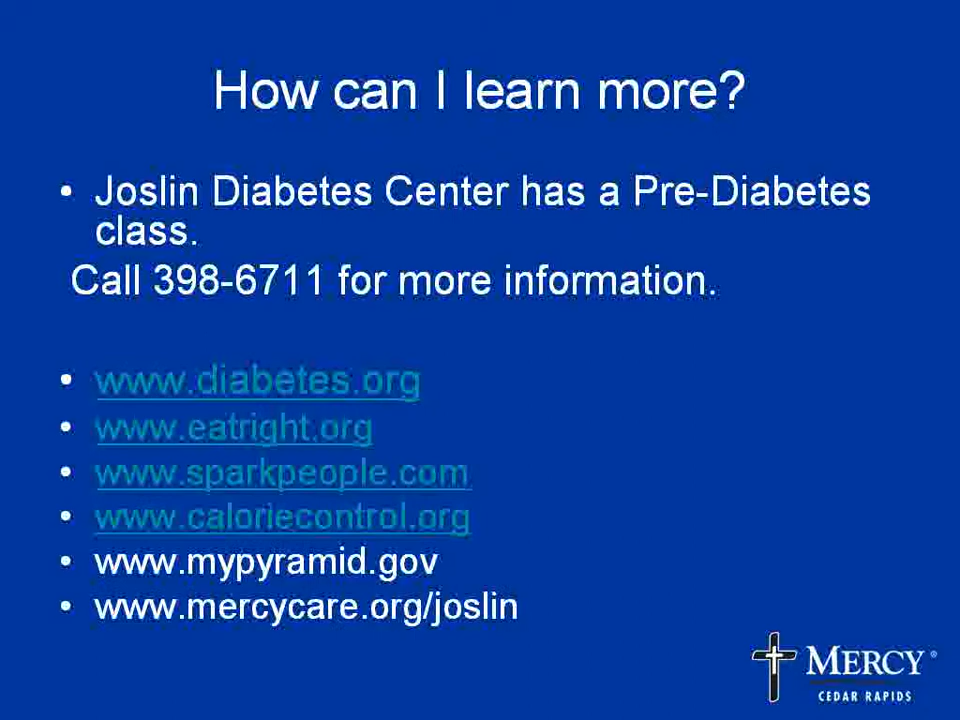 How can I learn more?
• Joslin Diabetes Center has a Pre-Diabetes
class.
Call 398-6711 for more information.
• www.diabetes.org
• www.eatright.org
• www.sparkpeople.com
• www.caloriecontrol.org
• www.mypyramid.gov
• www.mercycare.org/joslin
MERCY®
CEDAR RAPIDS